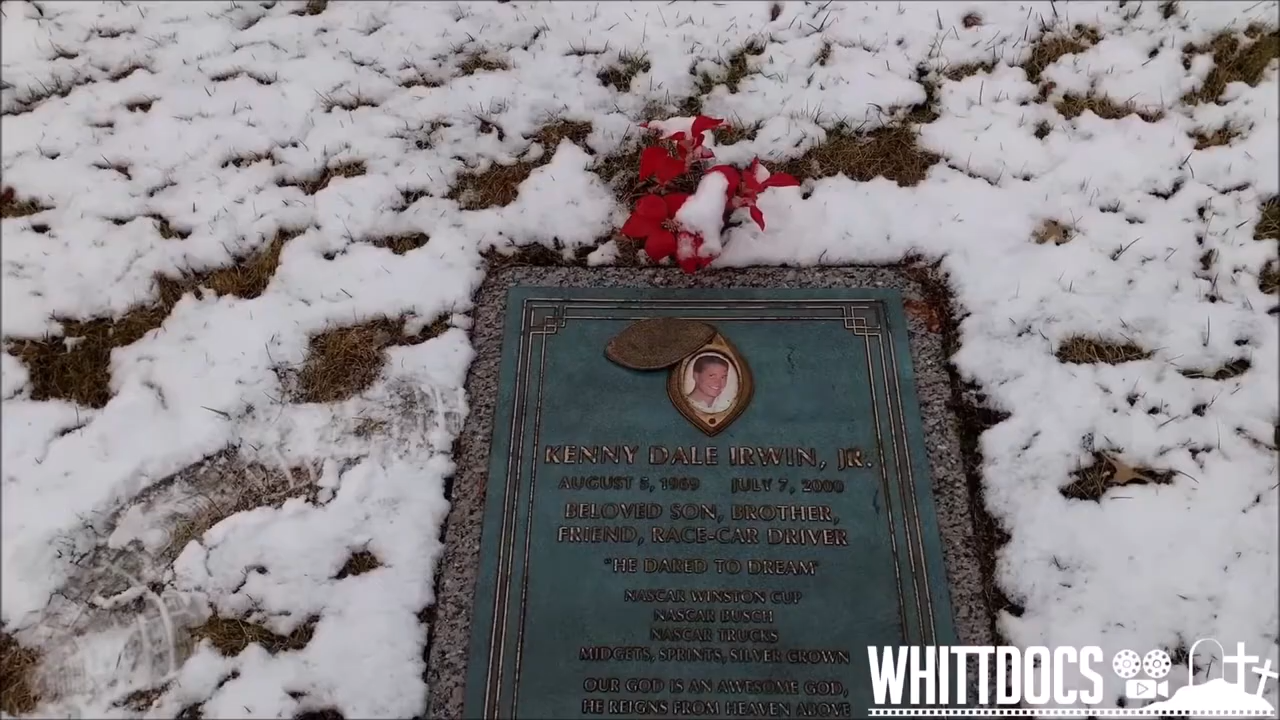 KENNY DALE IRWIN, JR.
AUGUST 5, 1969 JULY 7, 2000
BELOVED SON, BROTHER,
FRIEND, RACE-CAR DRIVER
"HE DARED TO DREAM"
NASCAR WINSTON CUP
NASCAR BUSCH
NASCAR TRUCKS
MIDGETS, SPRINTS, SILVER CROWN
OUR GOD IS AN AWESOME GOD,
HE REIGNS FROM HEAVEN ABOVE
WHITTDOCS